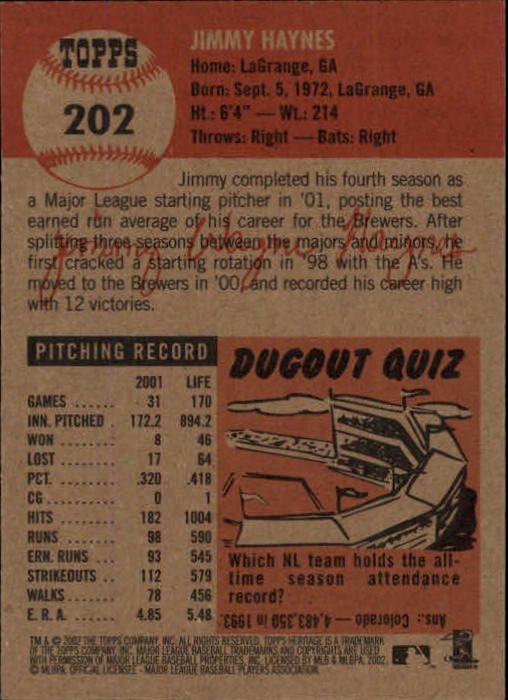 TOPPS
202
JIMMY HAYNES
Home: LaGrange, GA
Born: Sept. 5, 1972, LaGrange, GA
Ht.: 6'4" — Wt.: 214
Throws: Right — Bats: Right
Jimmy completed his fourth season as
a Major League starting pitcher in '01, posting the best
earned run average of his career for the Brewers. After
splitting three seasons between the majors and minors, he
first cracked a starting rotation in '98 with the A's. He
moved to the Brewers in '00 and recorded his career high
with 12 victories.
Jimmy Wayne Haynes
PITCHING RECORD
2001 LIFE
GAMES ...... 31 170
INN. PITCHED . 172.2 894.2
WON ........ 8 46
LOST ........ 17 64
PCT. ........ .320 .418
CG .......... 0 1
HITS ........ 182 1004
RUNS ....... 98 590
ERN. RUNS ... 93 545
STRIKEOUTS .. 112 579
WALKS ....... 78 456
E. R. A. ...... 4.85 5.48
DUGOUT QUIZ
Which NL team holds the all-
time season attendance
record?
Ans.: Colorado — 4,483,350 in 1993.
TM & © 2002 THE TOPPS COMPANY, INC. ALL RIGHTS RESERVED. TOPPS HERITAGE IS A TRADEMARK
OF THE TOPPS COMPANY, INC. MAJOR LEAGUE BASEBALL TRADEMARKS AND COPYRIGHTS ARE USED
WITH PERMISSION OF MAJOR LEAGUE BASEBALL PROPERTIES, INC. LICENSED BY MLB & MLBPA, 2002.
© MLBPA. OFFICIAL LICENSEE - MAJOR LEAGUE BASEBALL PLAYERS ASSOCIATION.